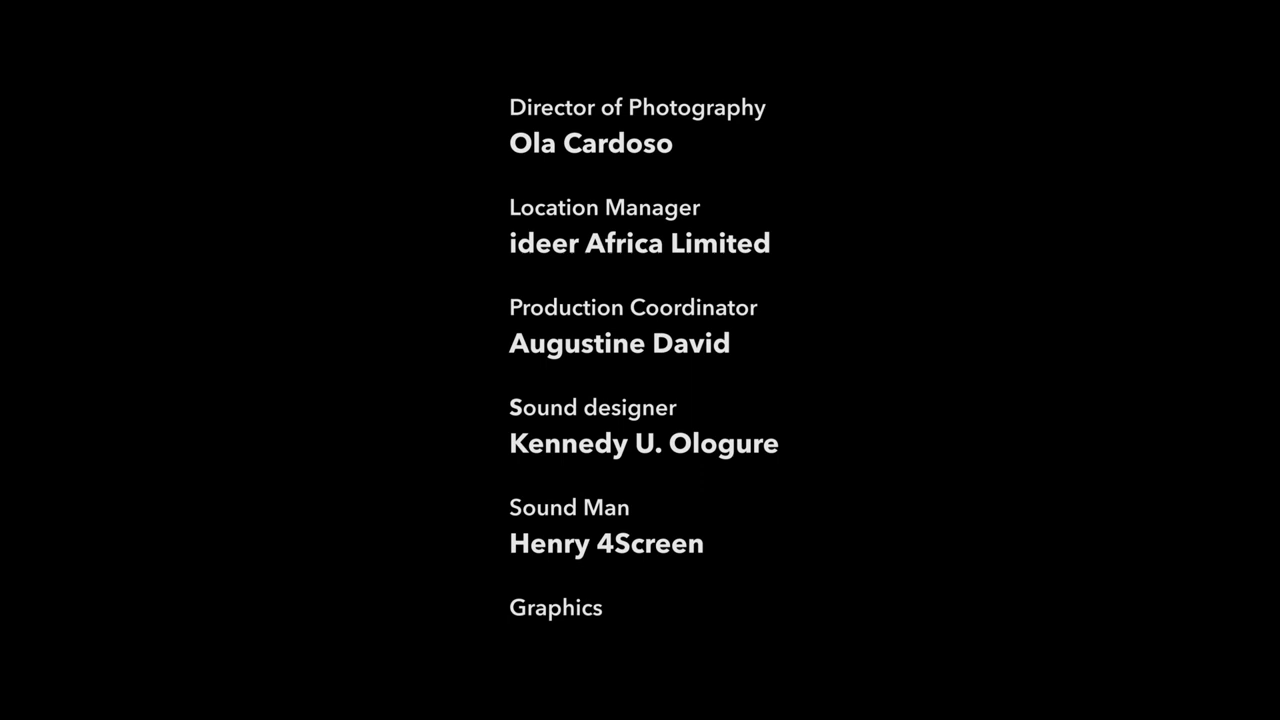 Director of Photography
Ola Cardoso
Location Manager
ideer Africa Limited
Production Coordinator
Augustine David
Sound designer
Kennedy U. Ologure
Sound Man
Henry 4Screen
Graphics